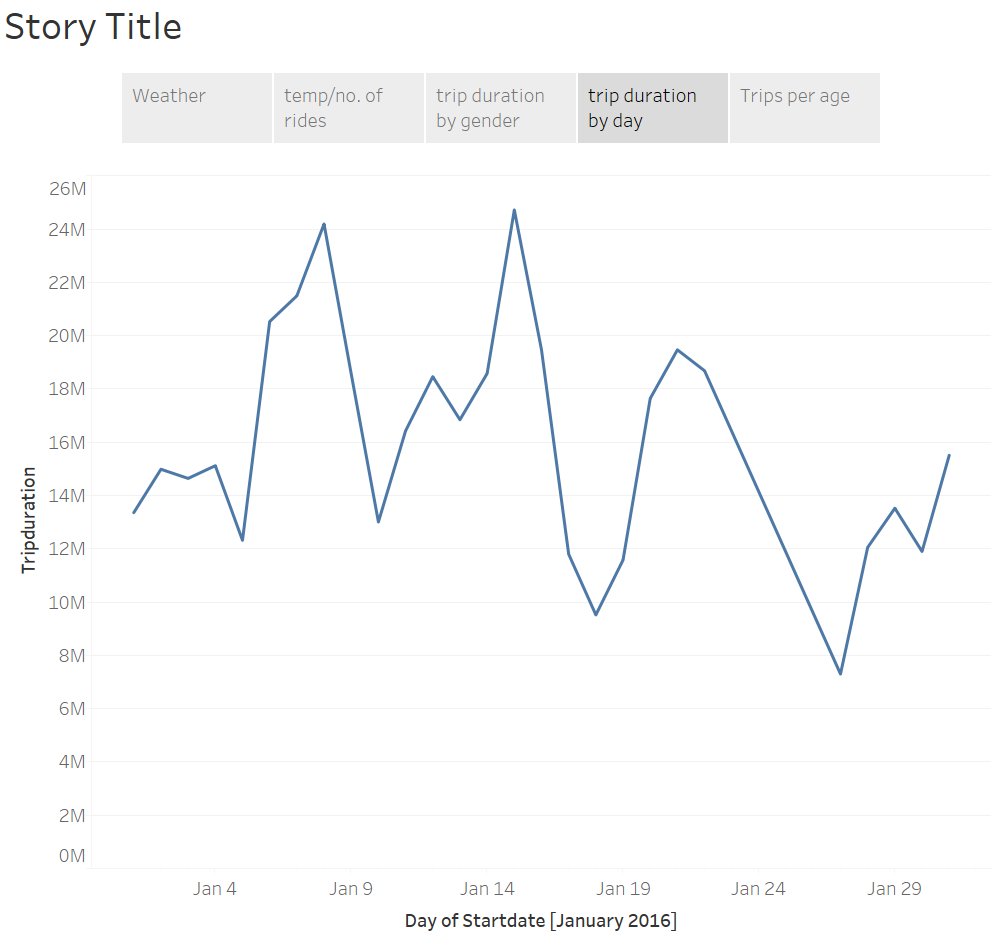 Story Title
Weather
temp/no. of
rides
trip duration
by gender
trip duration
by day
Trips per age
26M
24M
22M
20M
18M
16M
14M
12M
10M
8M
6M
4M
2M
0M
Tripduration
Jan 4
Jan 9
Jan 14
Jan 19
Jan 24
Jan 29
Day of Startdate [January 2016]